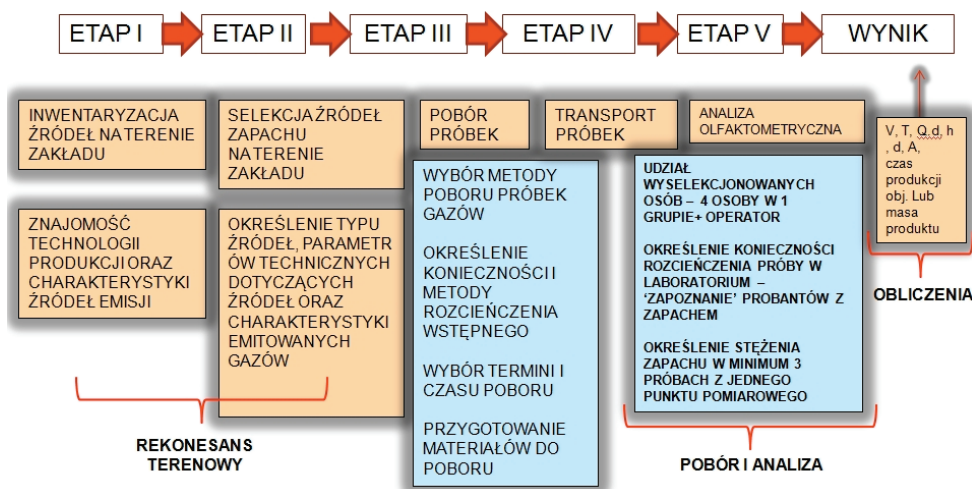 ETAP I
ETAP II
ETAP III
ETAP IV
ETAP V
WYNIK
INWENTARYZACJA
ŹRÓDEŁ NA TERENIE
ZAKŁADU
SELEKCJA ŹRÓDEŁ
ZAPACHU
NA TERENIE
ZAKŁADU
POBÓR
PRÓBEK
TRANSPORT
PRÓBEK
ANALIZA
OLFAKTOMETRYCZNA
V, T, Q,d, h
, d, A,
czas
produkcji
obj. Lub
masa
produktu
ZNAJOMOŚĆ
TECHNOLOGII
PRODUKCJI ORAZ
CHARAKTERYSTYKI
ŹRÓDEŁ EMISJI
OKREŚLENIE TYPU
ŹRÓDEŁ, PARAMETR
ÓW TECHNICZNYCH
DOTYCZĄCYCH
ŹRÓDEŁ ORAZ
CHARAKTERYSTYKI
EMITOWANYCH
GAZÓW
WYBÓR METODY
POBORU PRÓBEK
GAZÓW
OKREŚLENIE
KONIECZNOŚCI I
METODY
ROZCIEŃCZENIA
WSTĘPNEGO
WYBÓR TERMINI I
CZASU POBORU
PRZYGOTOWANIE
MATERIAŁÓW DO
POBORU
UDZIAŁ
WYSELEKCJONOWANYCH
OSÓB – 4 OSOBY W 1
GRUPIE+ OPERATOR
OKREŚLENIE KONIECZNOŚCI
ROZCIEŃCZENIA PRÓBY W
LABORATORIUM –
‘ZAPOZNANIE’ PROBANTÓW Z
ZAPACHEM
OKREŚLENIE STĘŻENIA
ZAPACHU W MINIMUM 3
PRÓBACH Z JEDNEGO
PUNKTU POMIAROWEGO
OBLICZENIA
REKONESANS
TERENOWY
POBÓR I ANALIZA